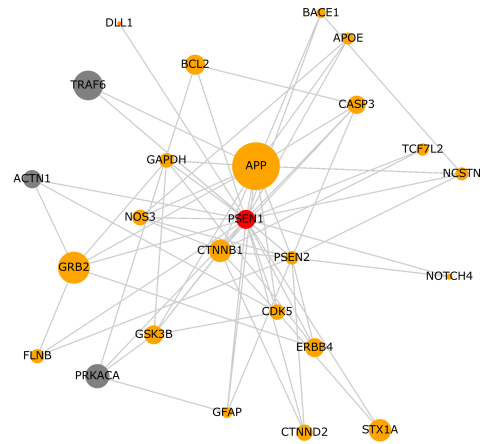 BACE1
DLL1
APOE
BCL2
TRAF6
CASP3
TCF7L2
GAPDH
APP
NCSTN
ACTN1
NOS3
PSEN1
CTNNB1
PSEN2
GRB2
NOTCH4
CDK5
GSK3B
ERBB4
FLNB
PRKACA
GFAP
CTNND2
STX1A